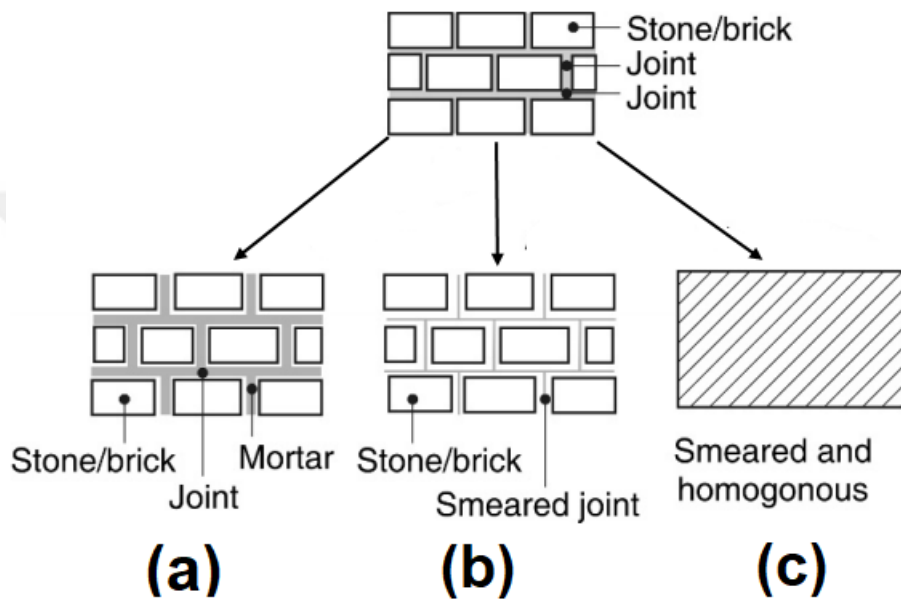 Stone/brick
Joint
Joint
Stone/brick
Joint
Mortar
Stone/brick
Smeared joint
Smeared and
homogonous
(a)
(b)
(c)